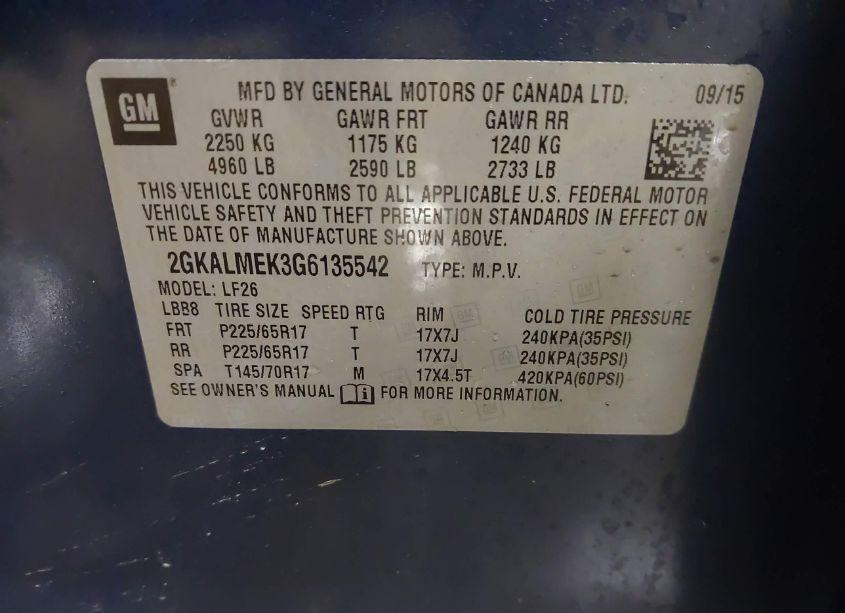 GM
MFD BY GENERAL MOTORS OF CANADA LTD. 09/15
GVWR GAWR FRT GAWR RR
2250 KG 1175 KG 1240 KG
4960 LB 2590 LB 2733 LB
THIS VEHICLE CONFORMS TO ALL APPLICABLE U.S. FEDERAL MOTOR
VEHICLE SAFETY AND THEFT PREVENTION STANDARDS IN EFFECT ON
THE DATE OF MANUFACTURE SHOWN ABOVE.
2GKALMEK3G6135542 TYPE: M.P.V.
MODEL: LF26
LBB8 TIRE SIZE SPEED RTG RIM COLD TIRE PRESSURE
FRT P225/65R17 T 17X7J 240KPA(35PSI)
RR P225/65R17 T 17X7J 240KPA(35PSI)
SPA T145/70R17 M 17X4.5T 420KPA(60PSI)
SEE OWNER'S MANUAL i FOR MORE INFORMATION.